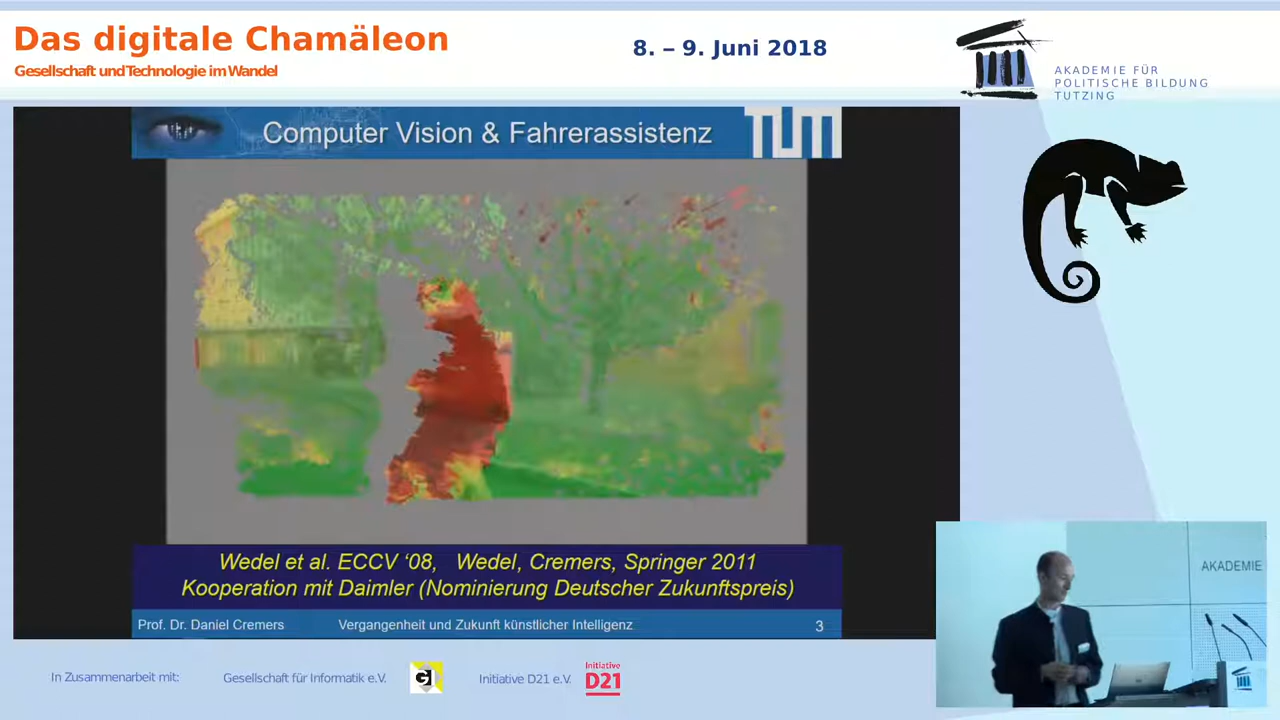 Das digitale Chamäleon
Gesellschaft und Technologie im Wandel
8. – 9. Juni 2018
AKADEMIE FÜR
POLITISCHE BILDUNG
TUTZING
Computer Vision & Fahrerassistenz
TUM
Wedel et al. ECCV ‘08, Wedel, Cremers, Springer 2011
Kooperation mit Daimler (Nominierung Deutscher Zukunftspreis)
Prof. Dr. Daniel Cremers Vergangenheit und Zukunft künstlicher Intelligenz 3
AKADEMIE
In Zusammenarbeit mit: Gesellschaft für Informatik e.V. GI Initiative D21 e.V. Initiative
D21